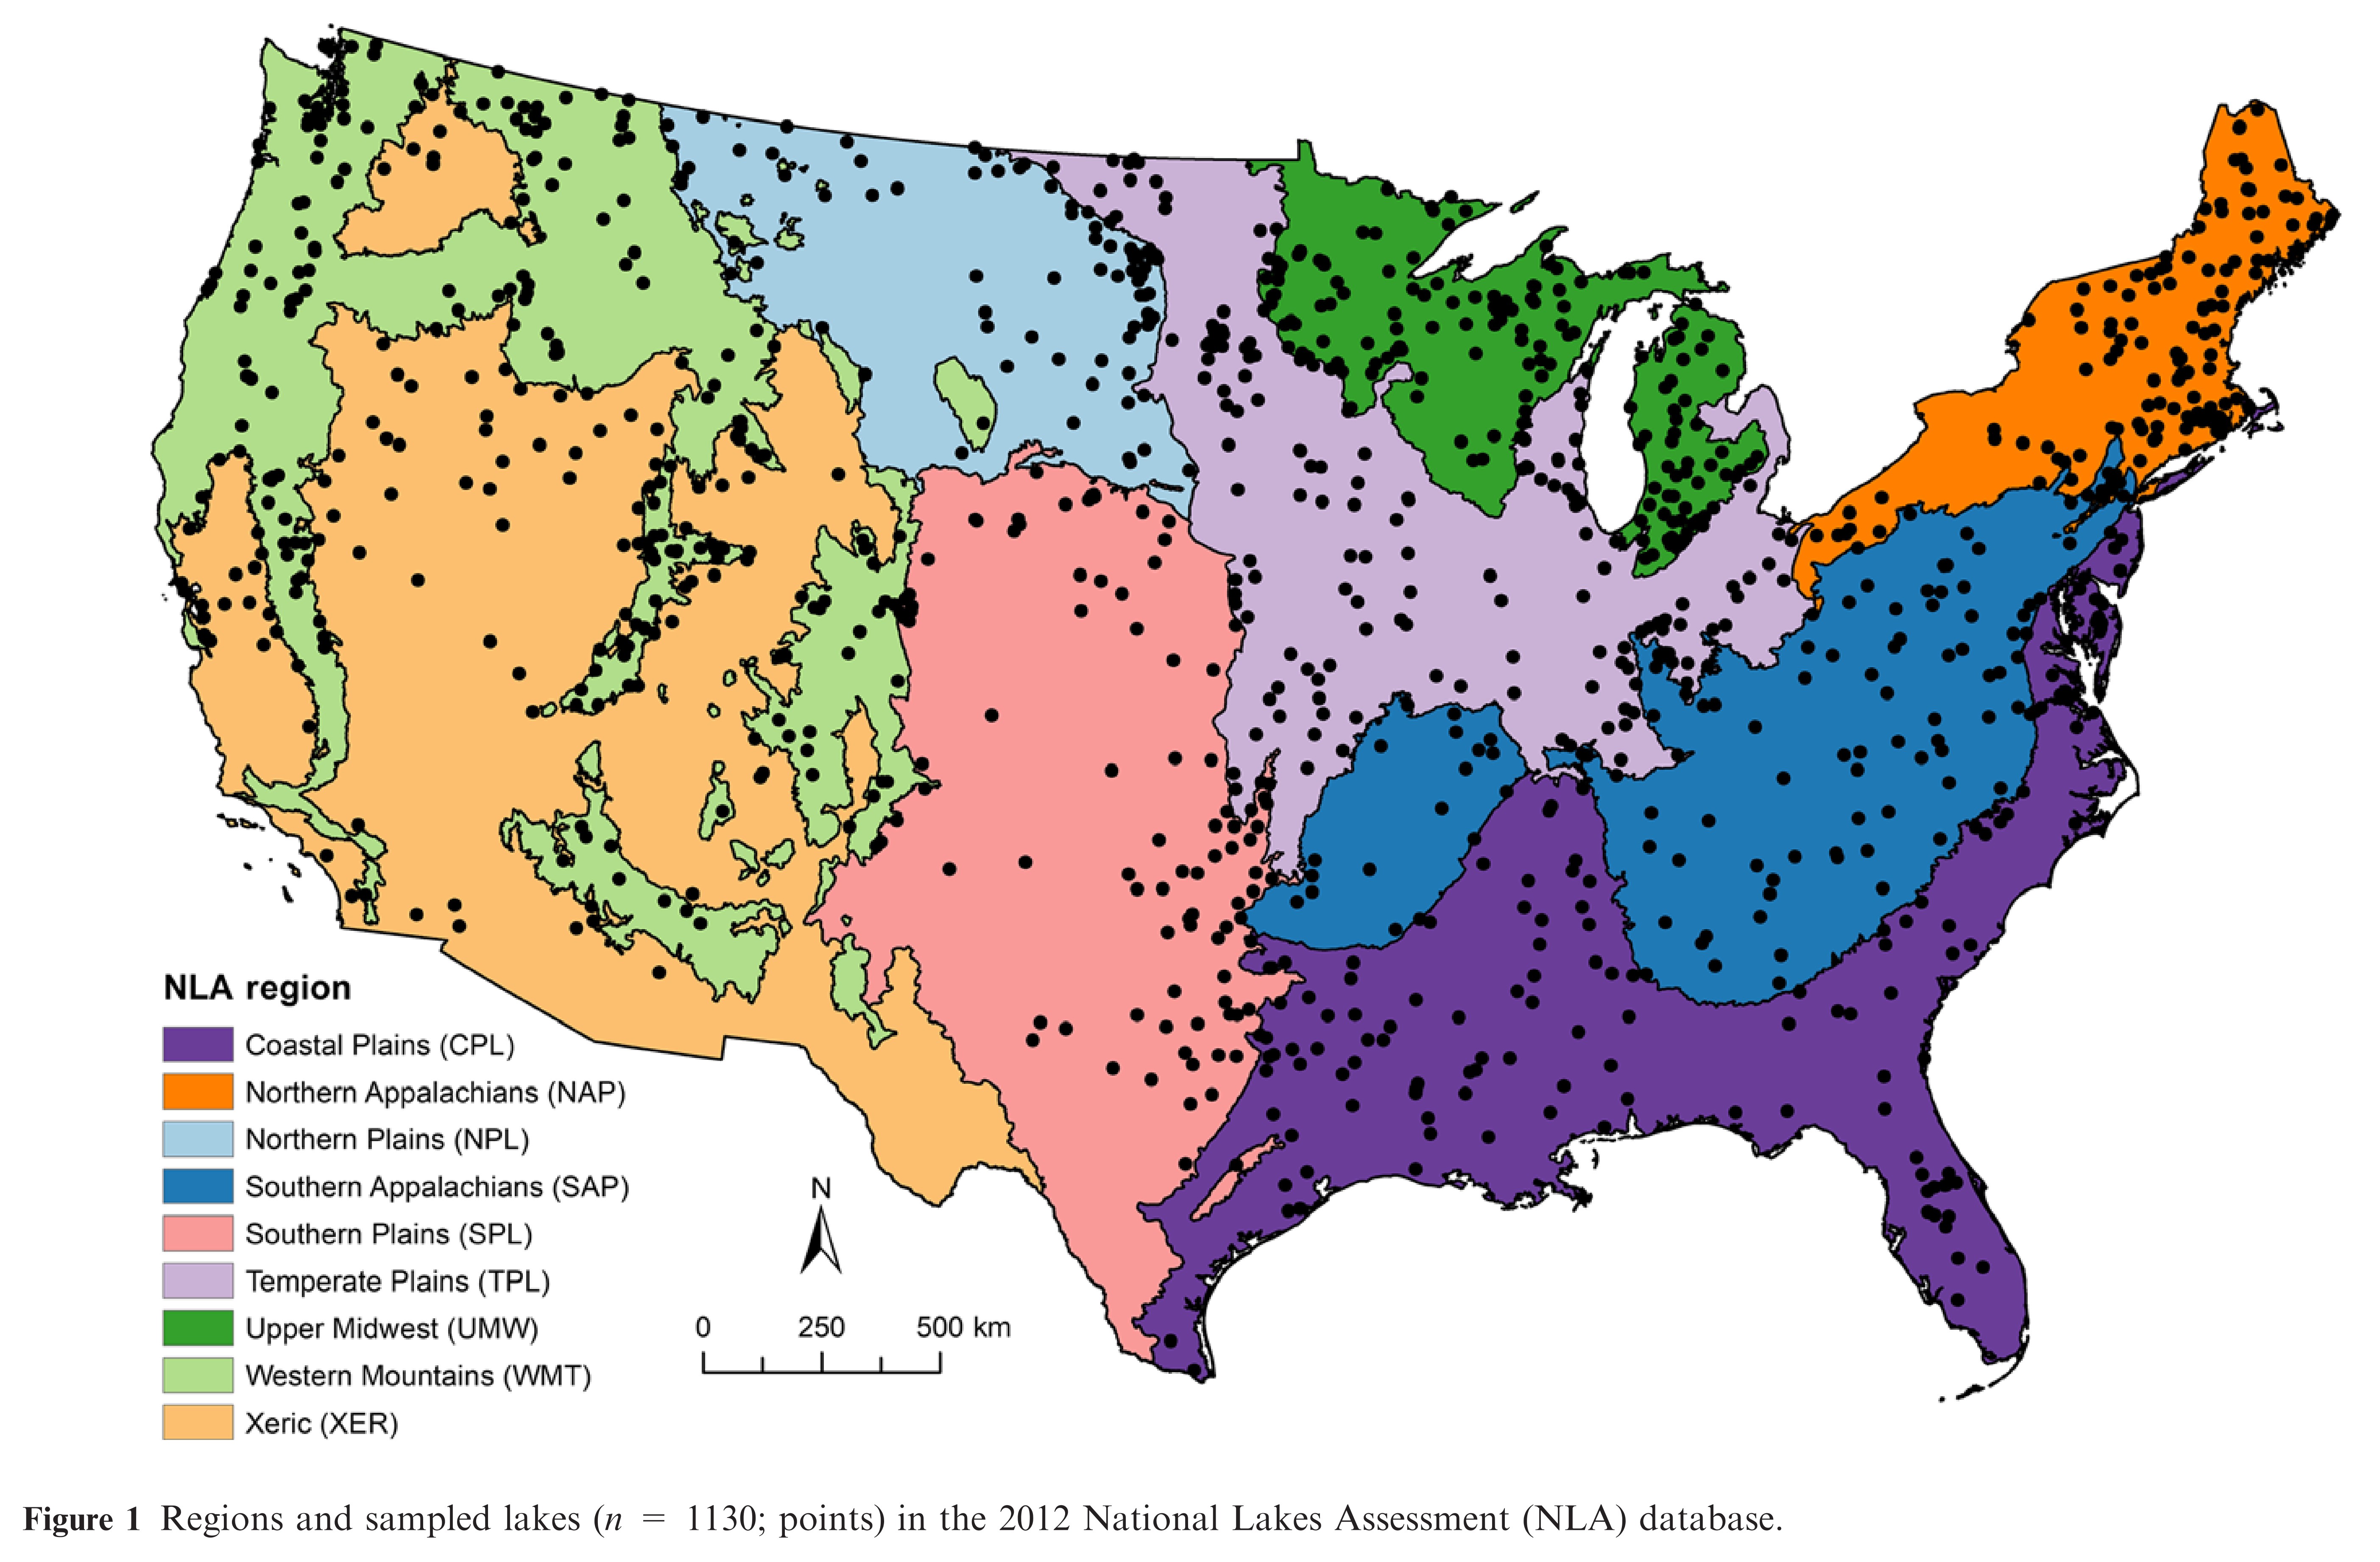 NLA region
Coastal Plains (CPL)
Northern Appalachians (NAP)
Northern Plains (NPL)
Southern Appalachians (SAP)
Southern Plains (SPL)
Temperate Plains (TPL)
Upper Midwest (UMW)
Western Mountains (WMT)
Xeric (XER)
N
0 250 500 km
Figure 1 Regions and sampled lakes (n = 1130; points) in the 2012 National Lakes Assessment (NLA) database.